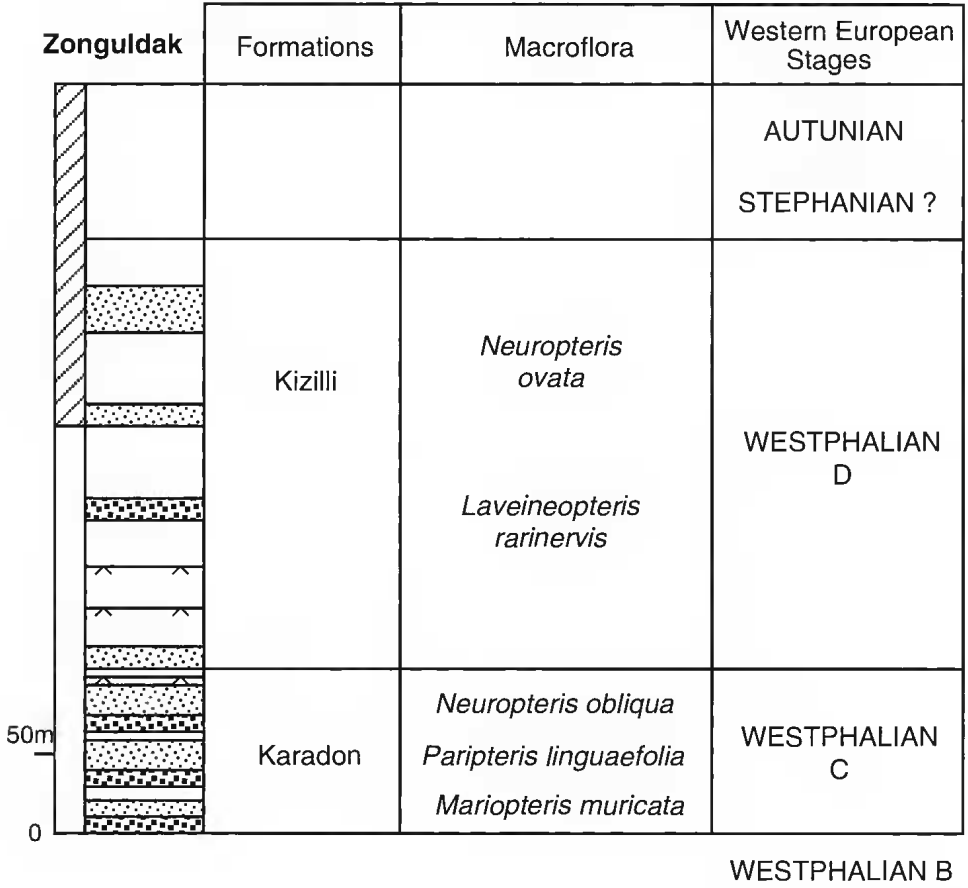 Zonguldak
Formations
Macroflora
Western European
Stages
AUTUNIAN
STEPHANIAN ?
Kizilli
Neuropteris
ovata
Laveineopteris
rarinervis
WESTPHALIAN
D
Karadon
Neuropteris obliqua
Paripteris linguaefolia
Mariopteris muricata
WESTPHALIAN
C
50m
0
WESTPHALIAN B